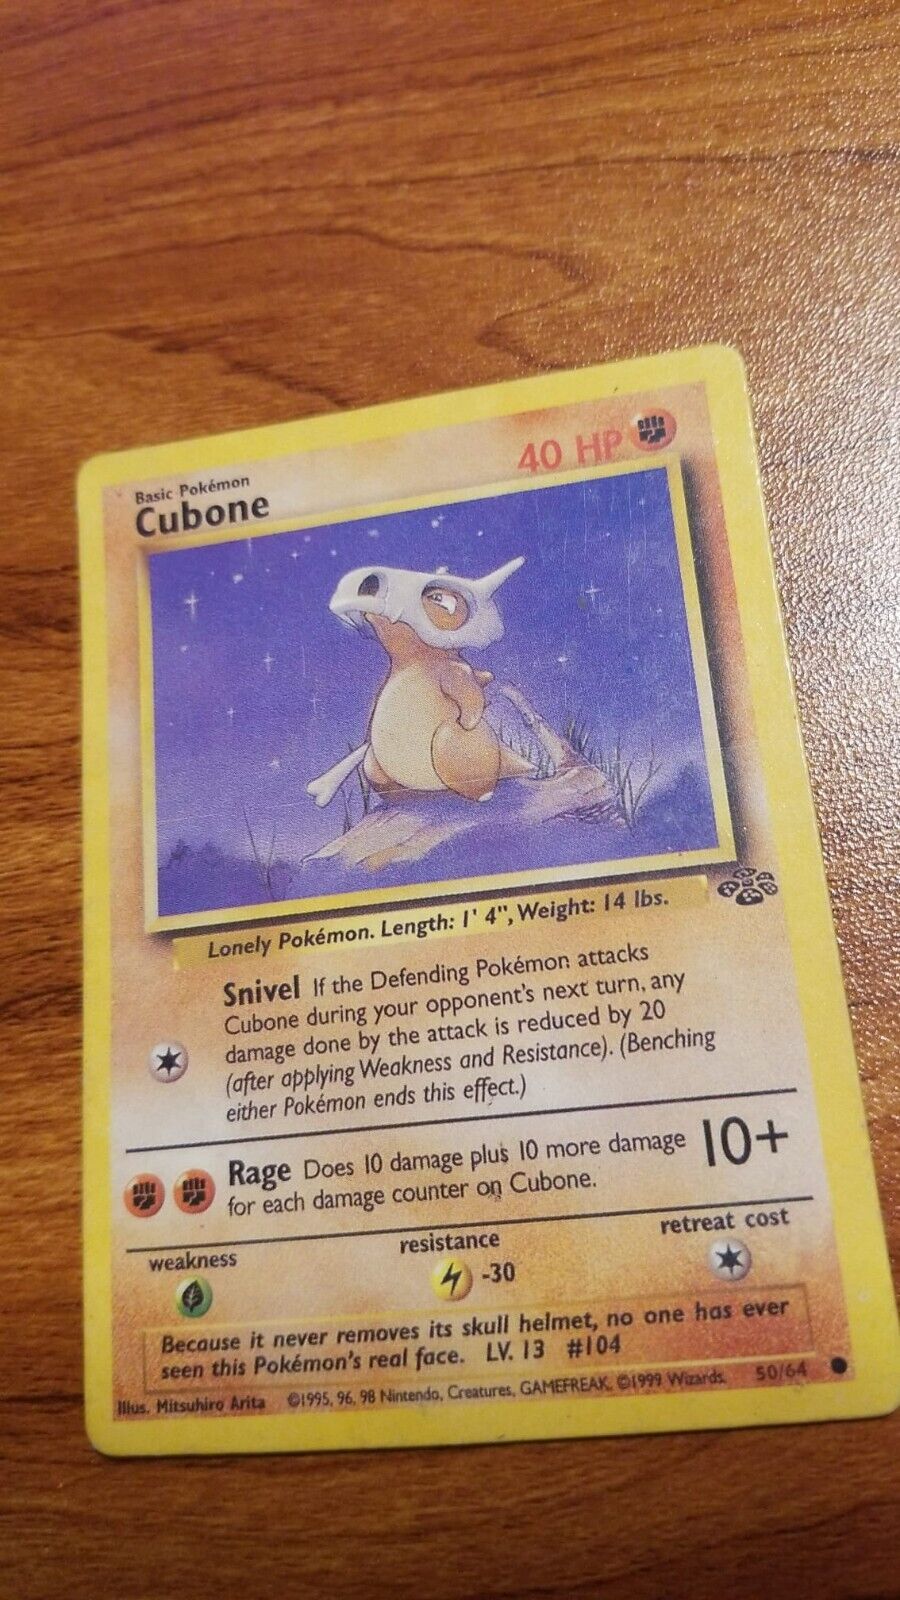 Basic Pokémon
Cubone
40 HP
Lonely Pokémon. Length: 1' 4", Weight: 14 lbs.
Snivel If the Defending Pokémon attacks
Cubone during your opponent's next turn, any
damage done by the attack is reduced by 20
(after applying Weakness and Resistance). (Benching
either Pokémon ends this effect.)
Rage Does 10 damage plus 10 more damage
for each damage counter on Cubone.
10+
weakness
resistance
retreat cost
-30
Because it never removes its skull helmet, no one has ever
seen this Pokémon's real face. LV. 13 #104
Illus. Mitsuhiro Arita ©1995, 96, 98 Nintendo, Creatures, GAMEFREAK. ©1999 Wizards. 50/64